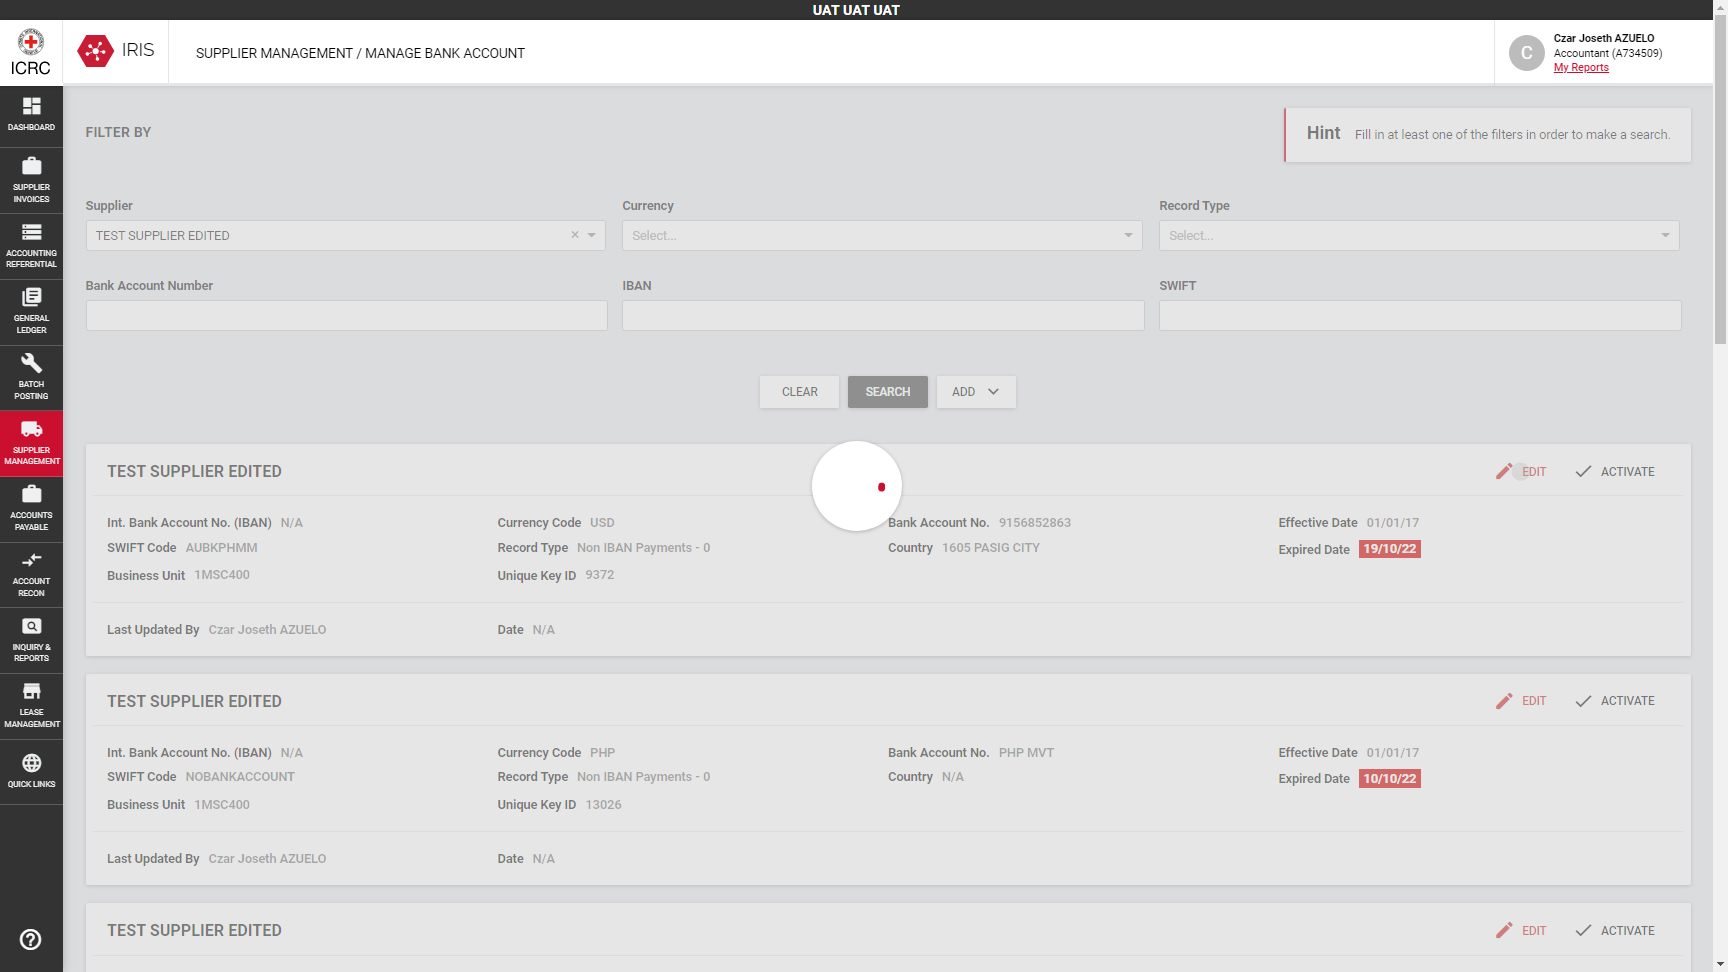 UAT UAT UAT
ICRC
IRIS
SUPPLIER MANAGEMENT / MANAGE BANK ACCOUNT
C
Czar Joseth AZUELO
Accountant (A734509)
My Reports
DASHBOARD
SUPPLIER
INVOICES
ACCOUNTING
REFERENTIAL
GENERAL
LEDGER
BATCH
POSTING
SUPPLIER
MANAGEMENT
ACCOUNTS
PAYABLE
ACCOUNT
RECON
INQUIRY &
REPORTS
LEASE
MANAGEMENT
QUICK LINKS
FILTER BY
Hint Fill in at least one of the filters in order to make a search.
Supplier Currency Record Type
TEST SUPPLIER EDITED × Select... Select...
Bank Account Number IBAN SWIFT
CLEAR SEARCH ADD
TEST SUPPLIER EDITED EDIT ACTIVATE
Int. Bank Account No. (IBAN) N/A Currency Code USD Bank Account No. 9156852863 Effective Date 01/01/17
SWIFT Code AUBKPHMM Record Type Non IBAN Payments - 0 Country 1605 PASIG CITY Expired Date 19/10/22
Business Unit 1MSC400 Unique Key ID 9372
Last Updated By Czar Joseth AZUELO Date N/A
TEST SUPPLIER EDITED EDIT ACTIVATE
Int. Bank Account No. (IBAN) N/A Currency Code PHP Bank Account No. PHP MVT Effective Date 01/01/17
SWIFT Code NOBANKACCOUNT Record Type Non IBAN Payments - 0 Country N/A Expired Date 10/10/22
Business Unit 1MSC400 Unique Key ID 13026
Last Updated By Czar Joseth AZUELO Date N/A
TEST SUPPLIER EDITED EDIT ACTIVATE